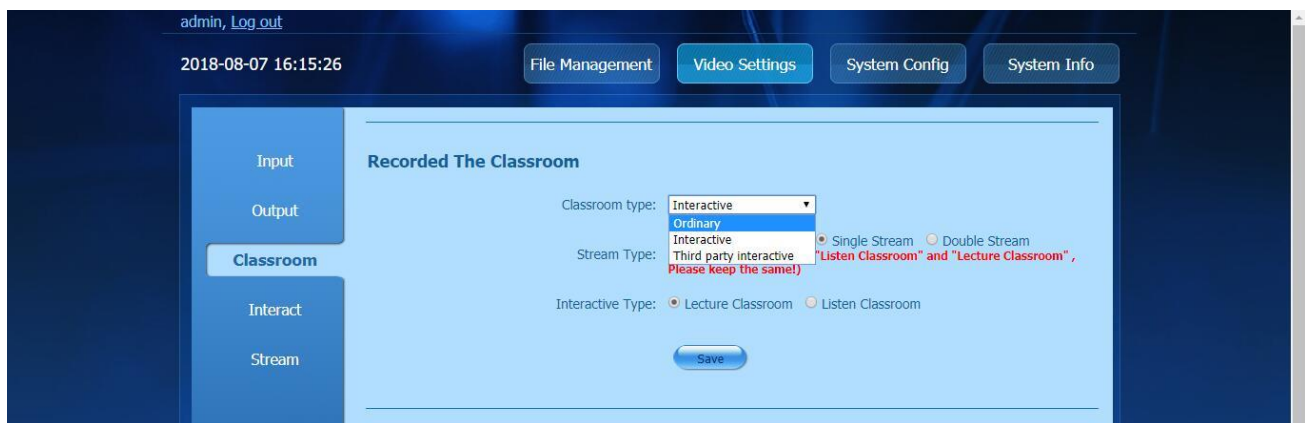 admin, Log out
2018-08-07 16:15:26
File Management
Video Settings
System Config
System Info
Input
Output
Classroom
Interact
Stream
Recorded The Classroom
Classroom type: Interactive
Ordinary
Interactive
Third party interactive
Stream Type: Single Stream Double Stream
"Listen Classroom" and "Lecture Classroom" ,
Please keep the same!)
Interactive Type: Lecture Classroom Listen Classroom
Save